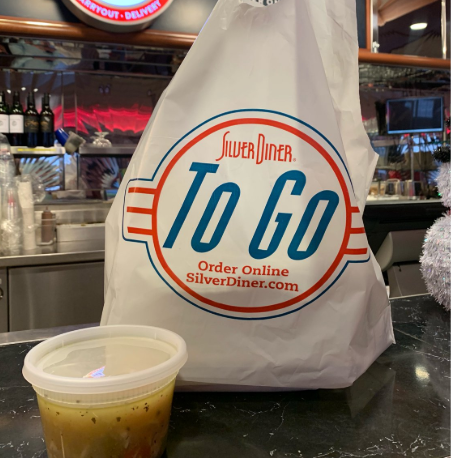 CARRYOUT • DELIVERY
SILVER DINER
TO GO
Order Online
SilverDiner.com